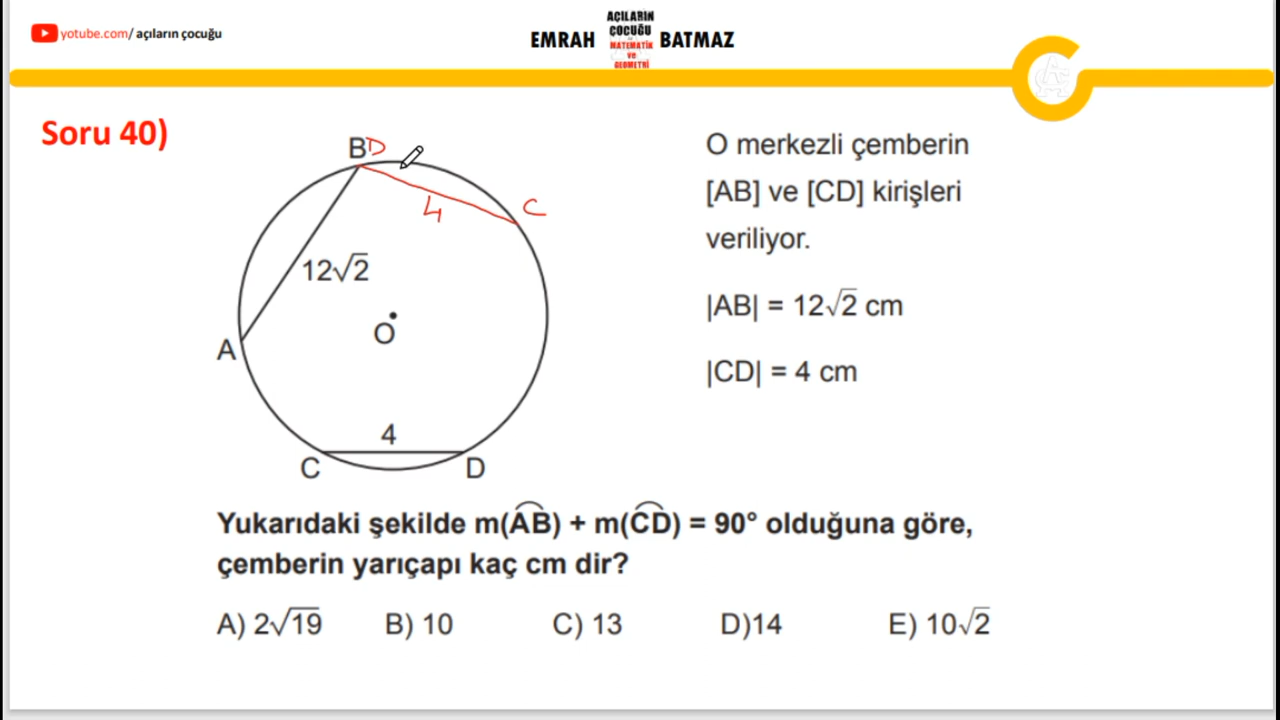 yotube.com/ açıların çocuğu
EMRAH
AÇILARIN
ÇOCUĞU
MATEMATİK
ve
GEOMETRİ
BATMAZ
Soru 40)
B
D
4
C
12√2
O
A
4
C
D
O merkezli çemberin
[AB] ve [CD] kirişleri
veriliyor.
|AB| = 12√2 cm
|CD| = 4 cm
Yukarıdaki şekilde m(A͡B) + m(C͡D) = 90° olduğuna göre,
çemberin yarıçapı kaç cm dir?
A) 2√19 B) 10 C) 13 D)14 E) 10√2